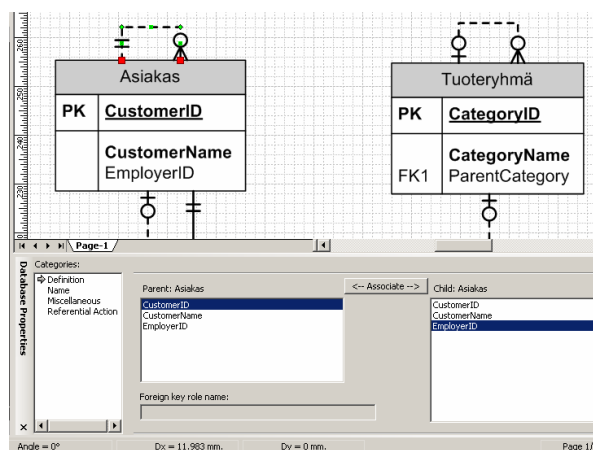 Asiakas
PK CustomerID
CustomerName
EmployerID
Tuoteryhmä
PK CategoryID
CategoryName
FK1 ParentCategory
Page-1
Database Properties
Categories:
Definition
Name
Miscellaneous
Referential Action
Parent: Asiakas
CustomerID
CustomerName
EmployerID
<-- Associate -->
Child: Asiakas
CustomerID
CustomerName
EmployerID
Foreign key role name:
Angle = 0° Dx = 11.983 mm. Dy = 0 mm. Page 1/